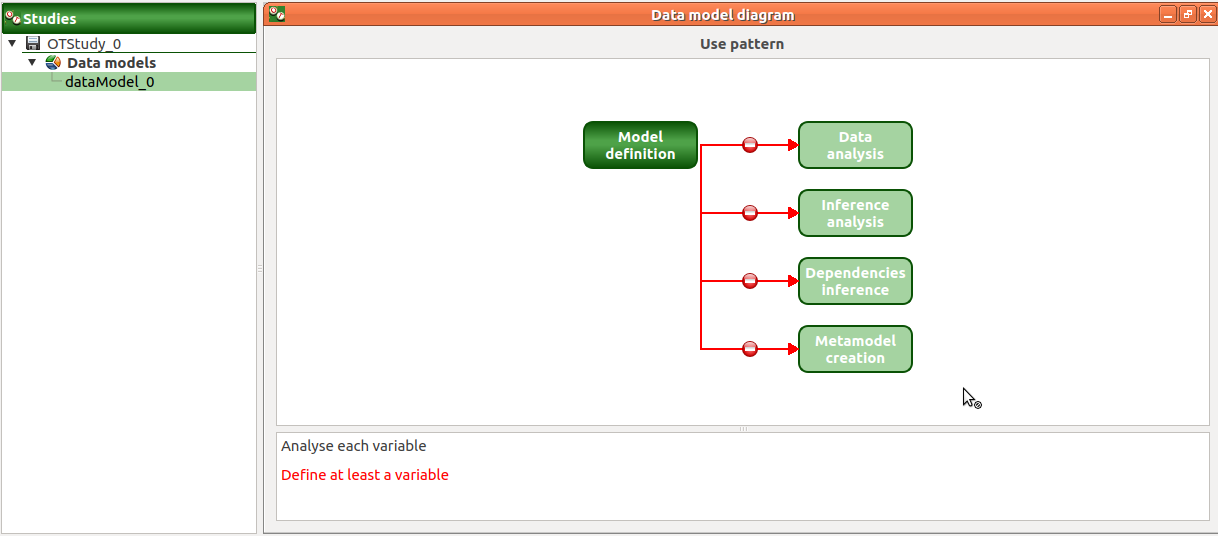 Studies
OTStudy_0
Data models
dataModel_0
Data model diagram
Use pattern
Model
definition
Data
analysis
Inference
analysis
Dependencies
inference
Metamodel
creation
Analyse each variable
Define at least a variable